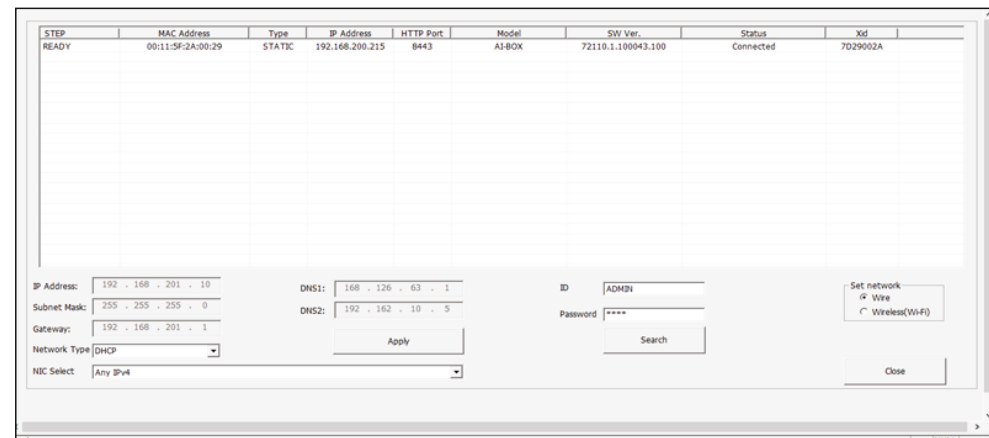 STEP MAC Address Type IP Address HTTP Port Model SW Ver. Status Xid
READY 00:11:5F:2A:00:29 STATIC 192.168.200.215 8443 AI-BOX 72110.1.100043.100 Connected 7D29002A
IP Address: 192 . 168 . 201 . 10
Subnet Mask: 255 . 255 . 255 . 0
Gateway: 192 . 168 . 201 . 1
Network Type DHCP
NIC Select Any IPv4
DNS1: 168 . 126 . 63 . 1
DNS2: 192 . 162 . 10 . 5
Apply
ID ADMIN
Password ****
Search
Set network
Wire
Wireless(Wi-Fi)
Close